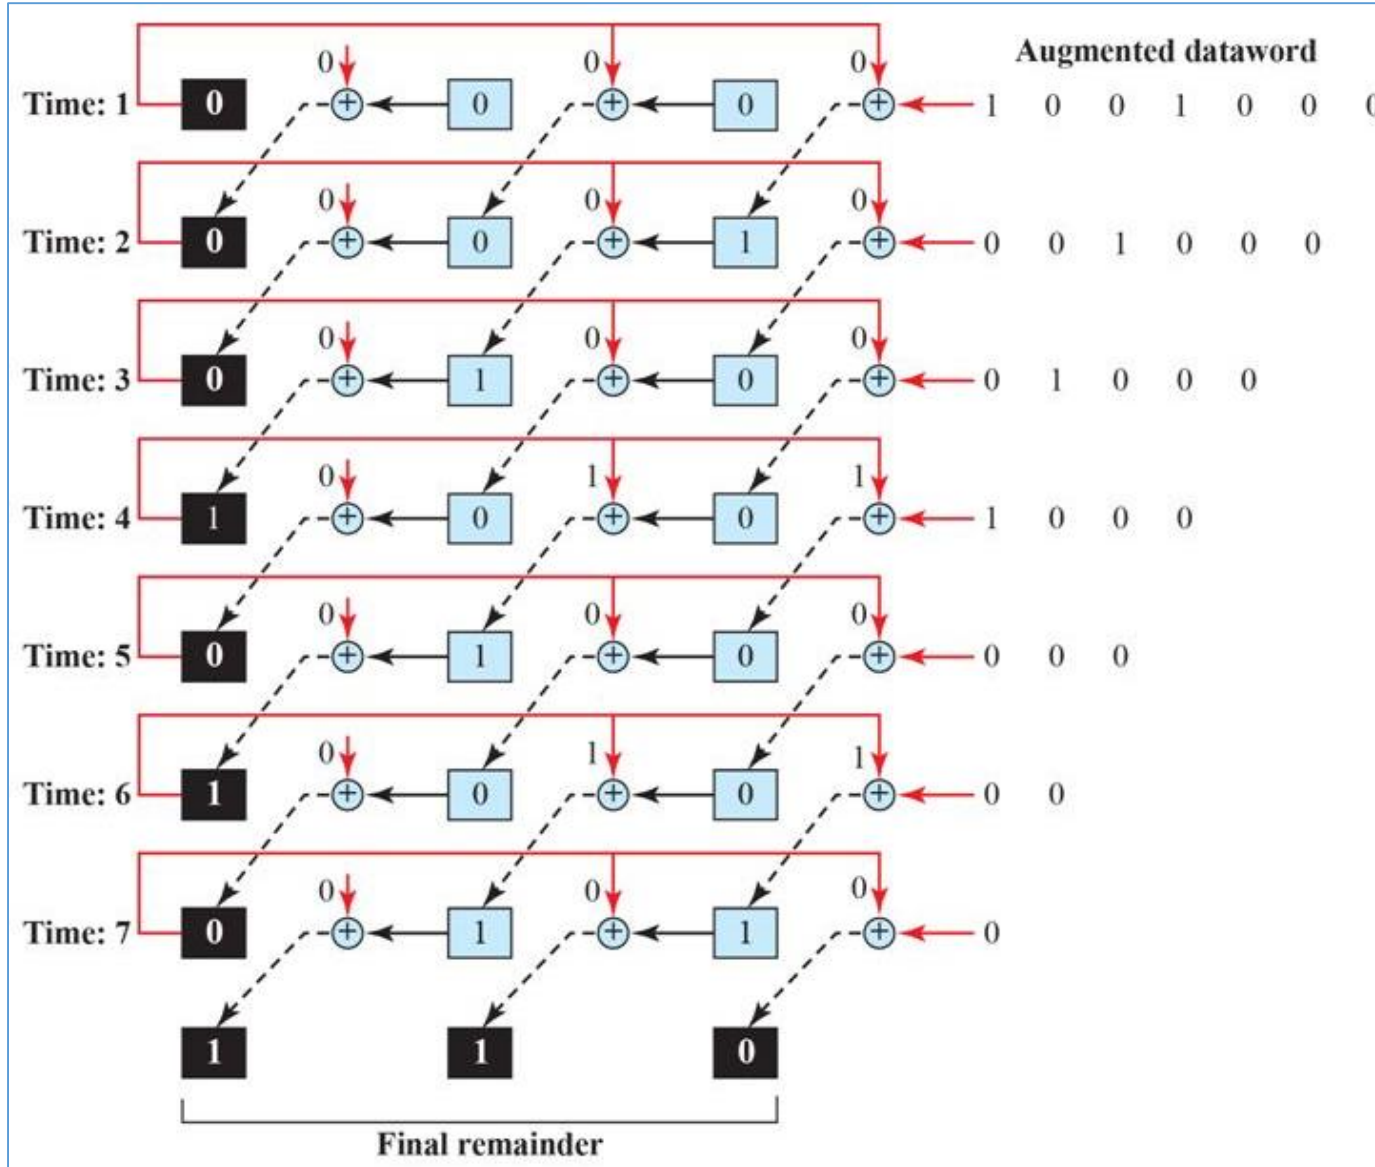 Augmented dataword
0 0 0
Time: 1 0 + 0 + 0 + 1 0 0 1 0 0 0
0 0 0
Time: 2 0 + 0 + 1 + 0 0 1 0 0 0
0 0 0
Time: 3 0 + 1 + 0 + 0 1 0 0 0
0 1 1
Time: 4 1 + 0 + 0 + 1 0 0 0
0 0 0
Time: 5 0 + 1 + 0 + 0 0 0
0 1 1
Time: 6 1 + 0 + 0 + 0 0
0 0 0
Time: 7 0 + 1 + 1 + 0
1 1 0
Final remainder